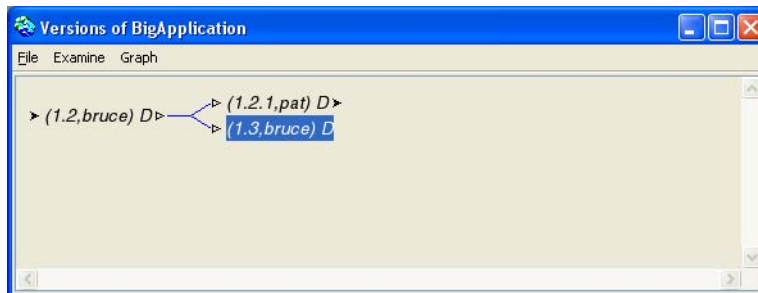 Versions of BigApplication
File Examine Graph
(1.2,bruce) D
(1.2.1,pat) D
(1.3,bruce) D